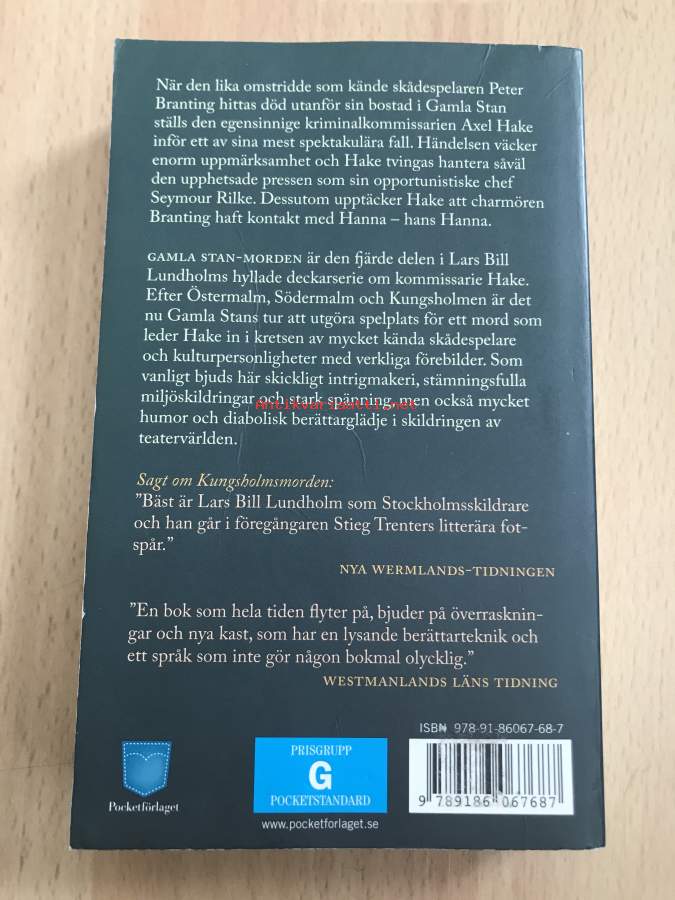 När den lika omstridde som kände skådespelaren Peter
Branting hittas död utanför sin bostad i Gamla Stan
ställs den egensinnige kriminalkommissarien Axel Hake
inför ett av sina mest spektakulära fall. Händelsen väcker
enorm uppmärksamhet och Hake tvingas hantera såväl
den upphetsade pressen som sin opportunistiske chef
Seymour Rilke. Dessutom upptäcker Hake att charmören
Branting haft kontakt med Hanna – hans Hanna.
GAMLA STAN-MORDEN är den fjärde delen i Lars Bill
Lundholms hyllade deckarserie om kommissarie Hake.
Efter Östermalm, Södermalm och Kungsholmen är det
nu Gamla Stans tur att utgöra spelplats för ett mord som
leder Hake in i kretsen av mycket kända skådespelare
och kulturpersonligheter med verkliga förebilder. Som
vanligt bjuds här skickligt intrigmakeri, stämningsfulla
miljöskildringar och stark spänning, men också mycket
Antikvariaatti.net
humor och diabolisk berättarglädje i skildringen av
teatervärlden.
Sagt om Kungsholmsmorden:
”Bäst är Lars Bill Lundholm som Stockholmsskildrare
och han går i föregångaren Stieg Trenters litterära fot-
spår.”
NYA WERMLANDS-TIDNINGEN
”En bok som hela tiden flyter på, bjuder på överrasknin-
gar och nya kast, som har en lysande berättarteknik och
ett språk som inte gör någon bokmal olycklig.”
WESTMANLANDS LÄNS TIDNING
ISBN 978-91-86067-68-7
Pocketförlaget
PRISGRUPP
G
POCKETSTANDARD
www.pocketforlaget.se
9 789186 067687